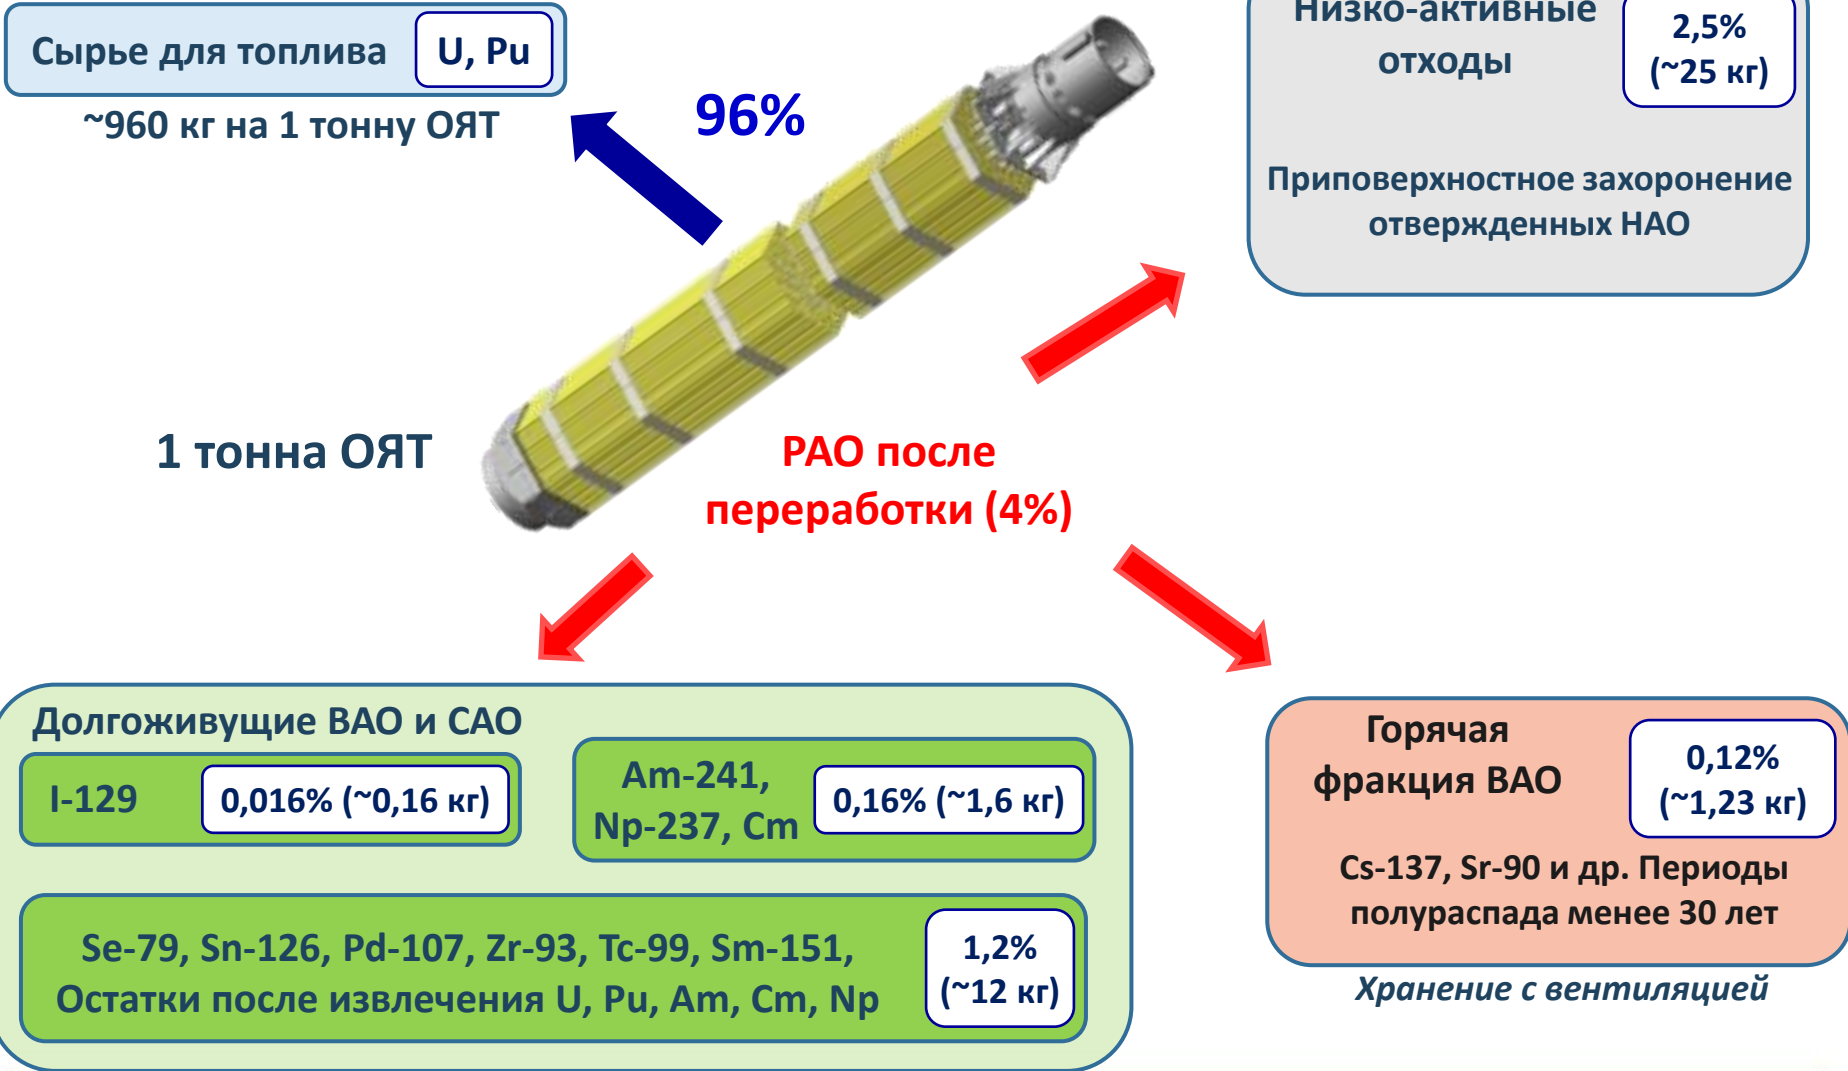 Сырье для топлива
U, Pu
~960 кг на 1 тонну ОЯТ
96%
Низко-активные
отходы
2,5%
(~25 кг)
Приповерхностное захоронение
отвержденных НАО
1 тонна ОЯТ
РАО после
переработки (4%)
Долгоживущие ВАО и САО
I-129
0,016% (~0,16 кг)
Am-241,
Np-237, Cm
0,16% (~1,6 кг)
Se-79, Sn-126, Pd-107, Zr-93, Tc-99, Sm-151,
Остатки после извлечения U, Pu, Am, Cm, Np
1,2%
(~12 кг)
Горячая
фракция ВАО
0,12%
(~1,23 кг)
Cs-137, Sr-90 и др. Периоды
полураспада менее 30 лет
Хранение с вентиляцией